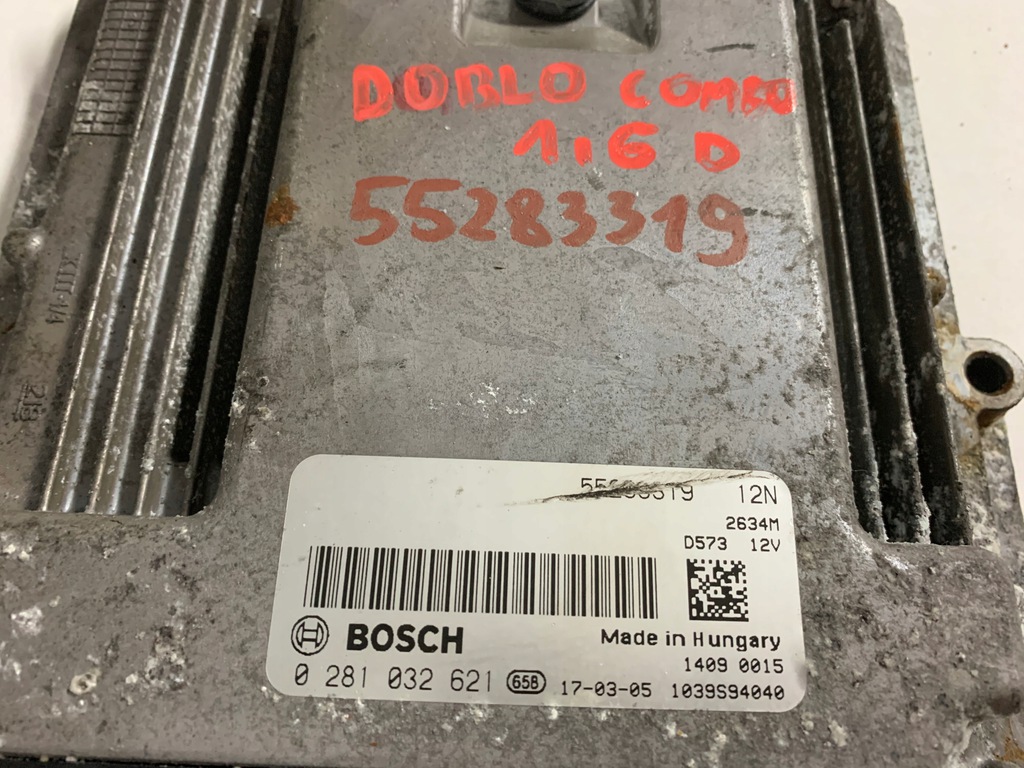 DOBLO COMBO
1.6 D
55283319
55283319 12N
2634M
D573 12V
BOSCH
Made in Hungary
1409 0015
0 281 032 621 65B 17-03-05 1039S94040